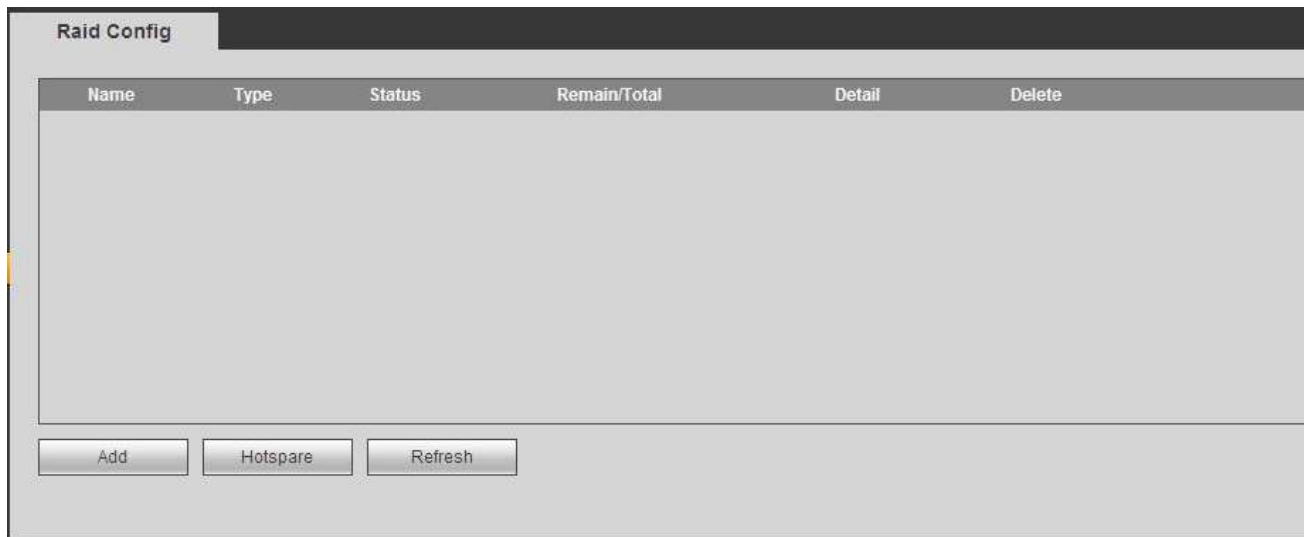 Raid Config
Name Type Status Remain/Total Detail Delete
Add Hotspare Refresh